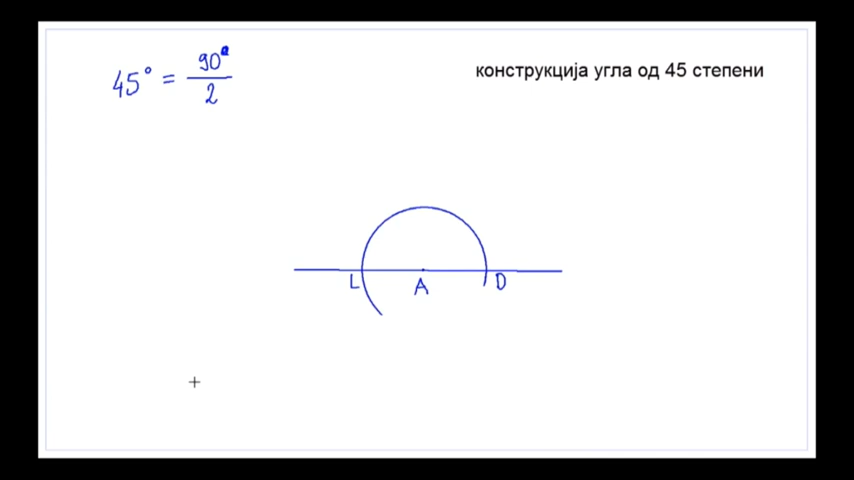 45° = 90° / 2
конструкција угла од 45 степени
L A D